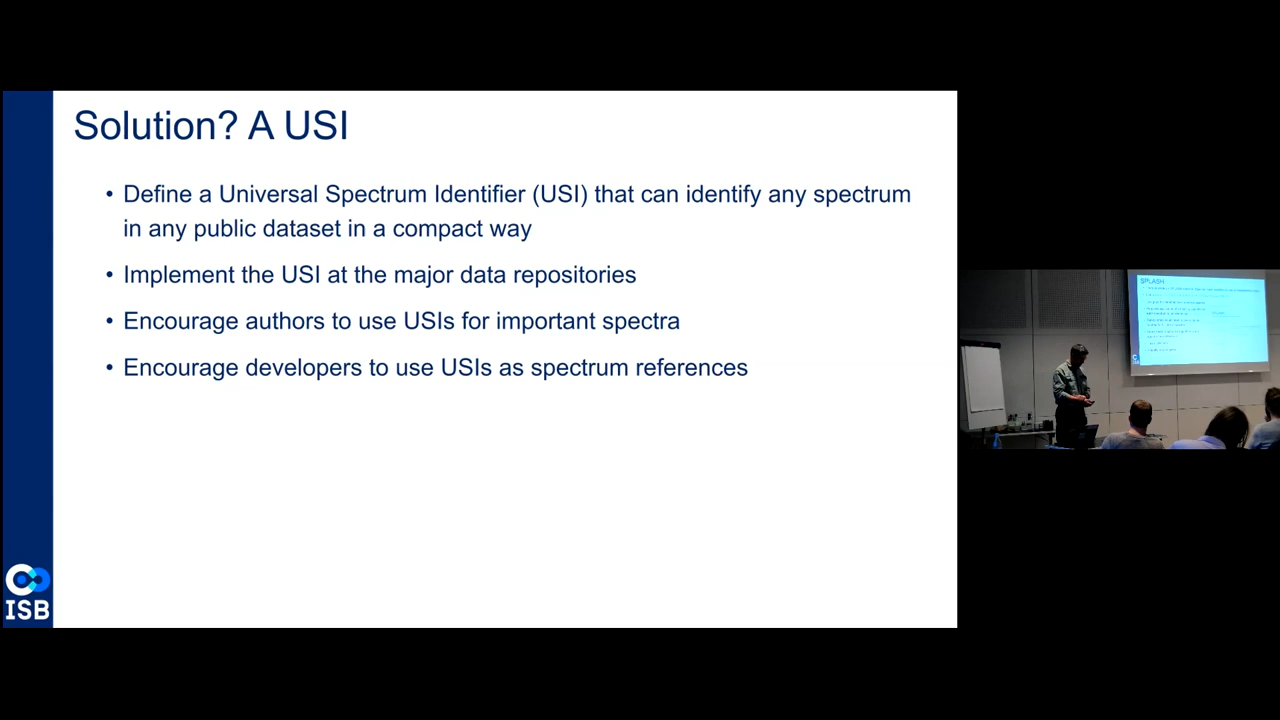 Solution? A USI
• Define a Universal Spectrum Identifier (USI) that can identify any spectrum
in any public dataset in a compact way
• Implement the USI at the major data repositories
• Encourage authors to use USIs for important spectra
• Encourage developers to use USIs as spectrum references
ISB
SPLASH
ISB